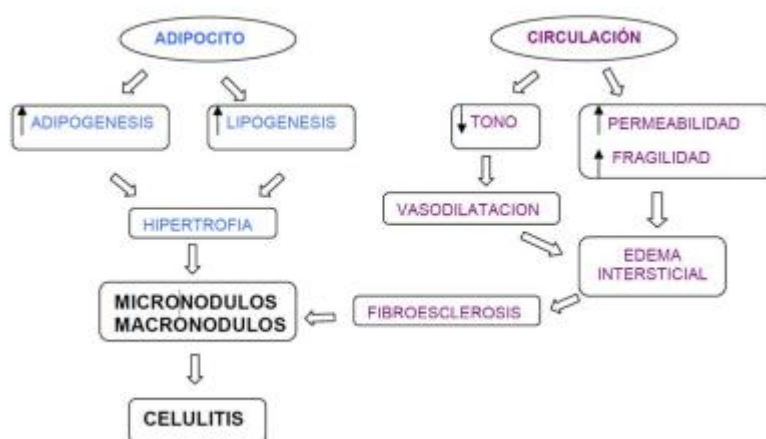 ADIPOCITO
CIRCULACIÓN
ADIPOGENESIS
LIPOGENESIS
TONO
PERMEABILIDAD
FRAGILIDAD
HIPERTROFIA
VASODILATACION
EDEMA
INTERSTICIAL
MICRONODULOS
MACRONODULOS
FIBROESCLEROSIS
CELULITIS